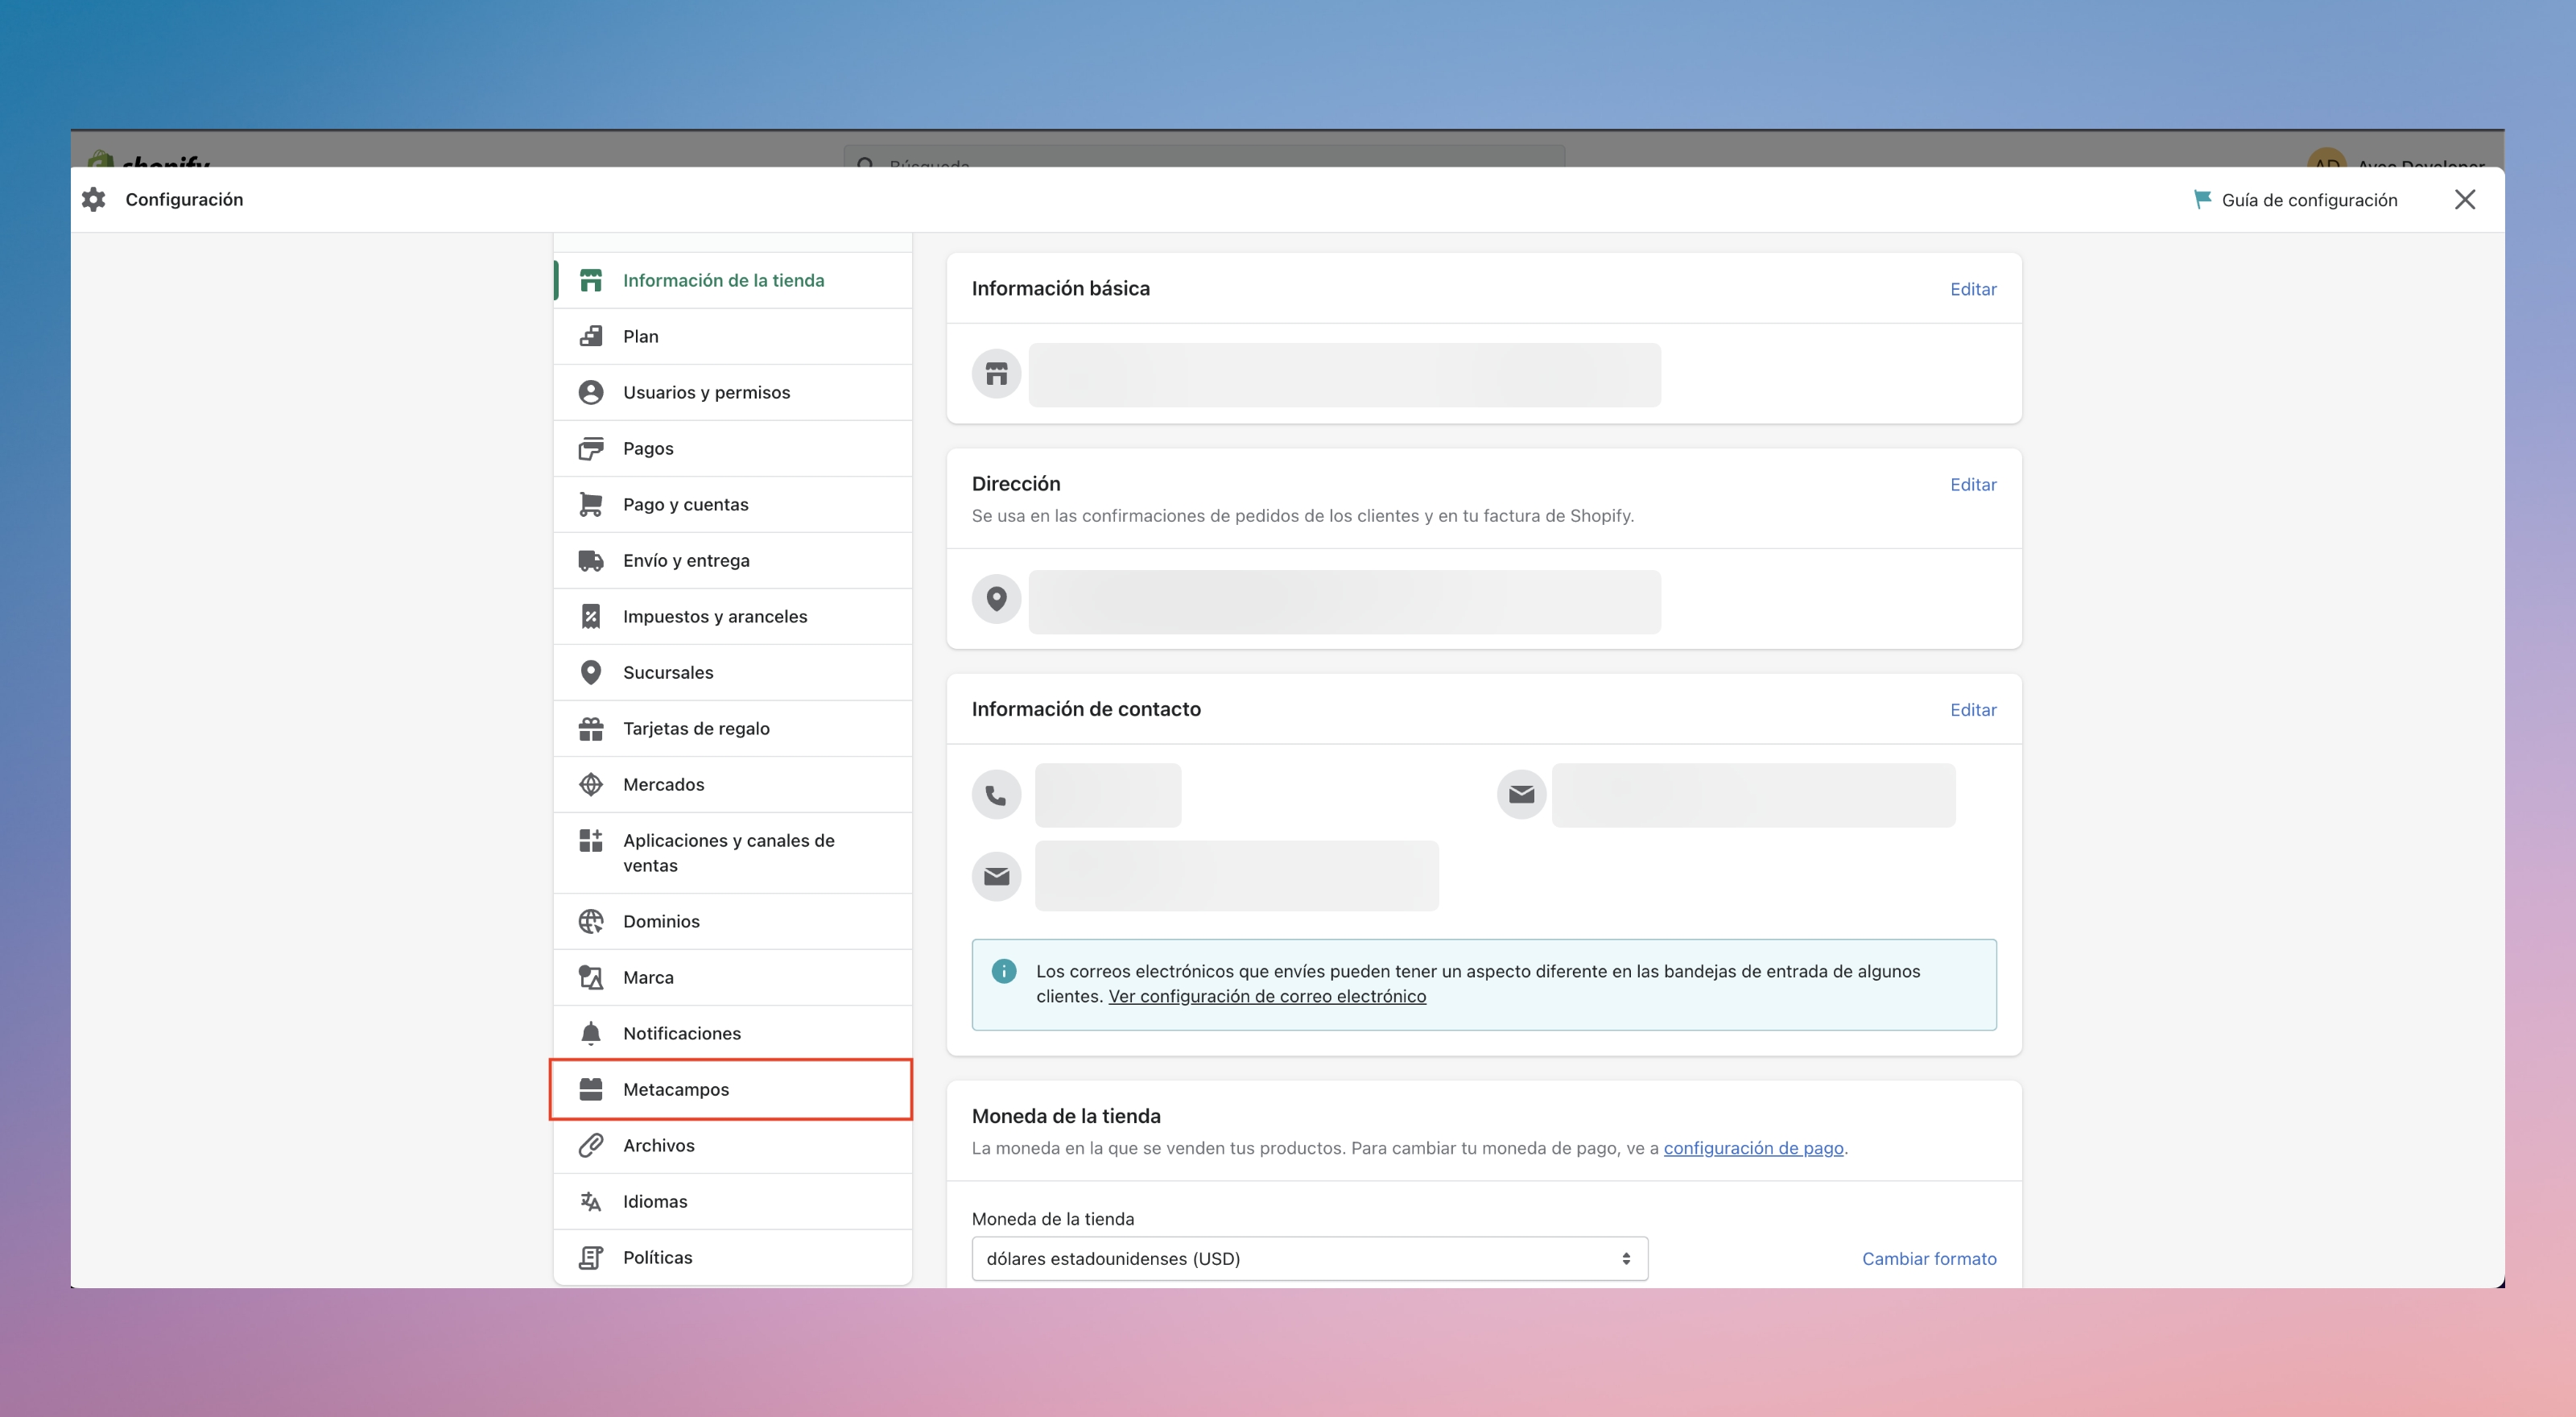 shopify
Búsqueda
AD
Avec Developer
Configuración
Guía de configuración
Información de la tienda
Plan
Usuarios y permisos
Pagos
Pago y cuentas
Envío y entrega
Impuestos y aranceles
Sucursales
Tarjetas de regalo
Mercados
Aplicaciones y canales de
ventas
Dominios
Marca
Notificaciones
Metacampos
Archivos
Idiomas
Políticas
Información básica
Editar
Dirección
Editar
Se usa en las confirmaciones de pedidos de los clientes y en tu factura de Shopify.
Información de contacto
Editar
Los correos electrónicos que envíes pueden tener un aspecto diferente en las bandejas de entrada de algunos
clientes. Ver configuración de correo electrónico
Moneda de la tienda
La moneda en la que se venden tus productos. Para cambiar tu moneda de pago, ve a configuración de pago.
Moneda de la tienda
dólares estadounidenses (USD)
Cambiar formato